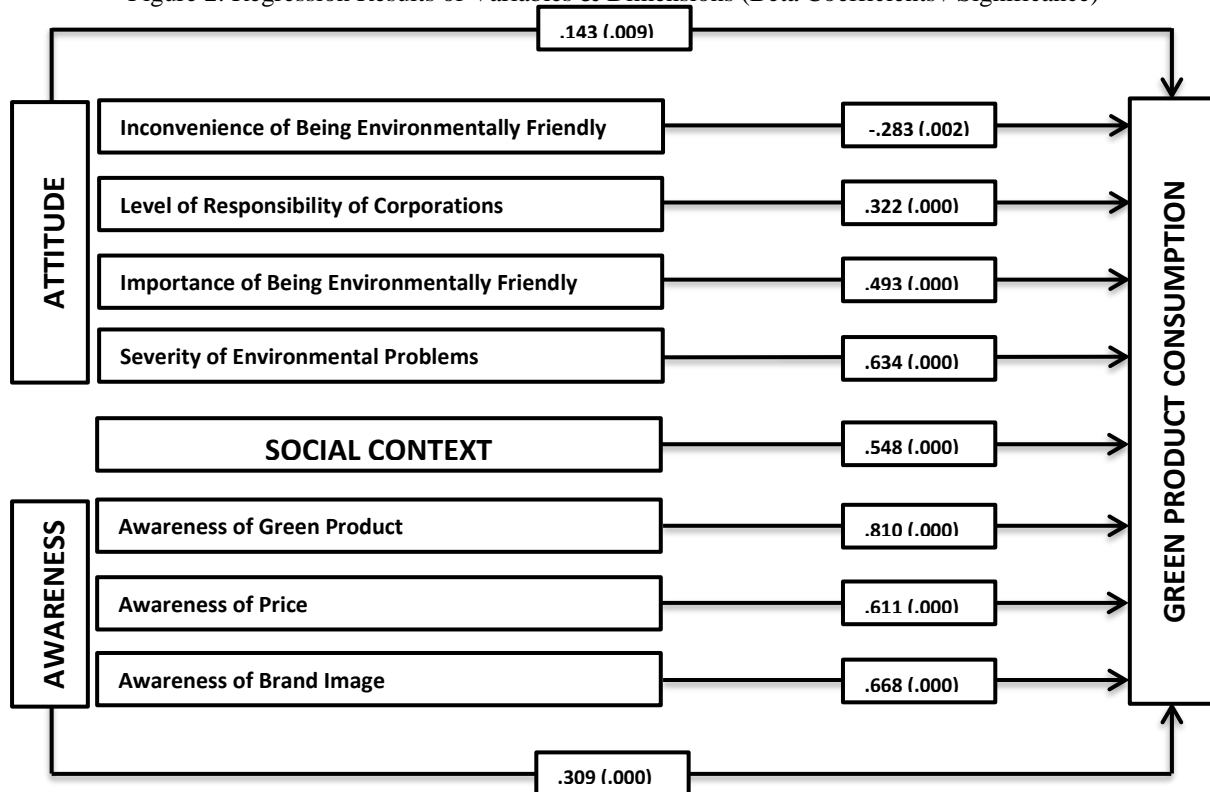 Figure 2: Regression Results of Variables & Dimensions (Beta Coefficients / Significance)
.143 (.009)
ATTITUDE
Inconvenience of Being Environmentally Friendly
-.283 (.002)
Level of Responsibility of Corporations
.322 (.000)
Importance of Being Environmentally Friendly
.493 (.000)
Severity of Environmental Problems
.634 (.000)
SOCIAL CONTEXT
.548 (.000)
AWARENESS
Awareness of Green Product
.810 (.000)
Awareness of Price
.611 (.000)
Awareness of Brand Image
.668 (.000)
.309 (.000)
GREEN PRODUCT CONSUMPTION